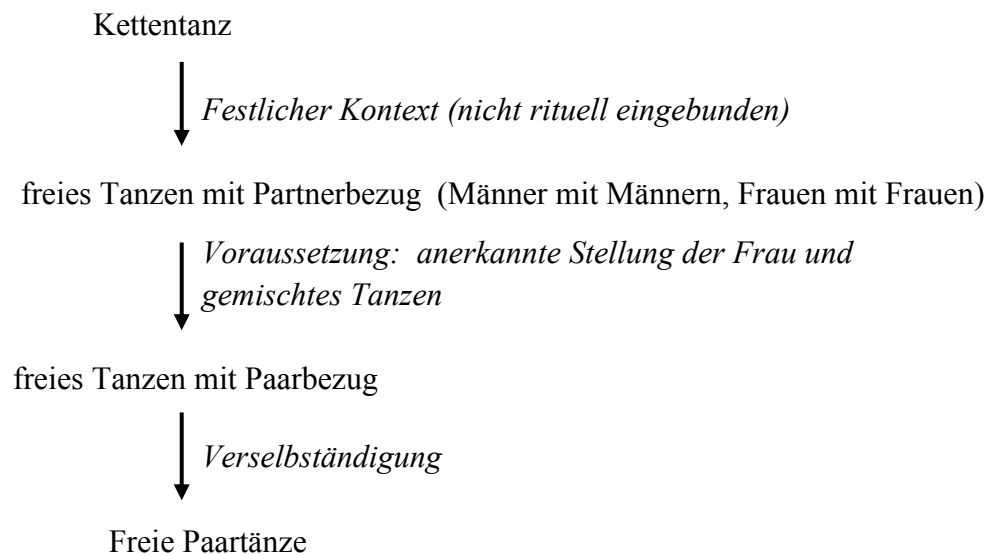 Kettentanz
Festlicher Kontext (nicht rituell eingebunden)
freies Tanzen mit Partnerbezug (Männer mit Männern, Frauen mit Frauen)
Voraussetzung: anerkannte Stellung der Frau und
gemischtes Tanzen
freies Tanzen mit Paarbezug
Verselbständigung
Freie Paartänze